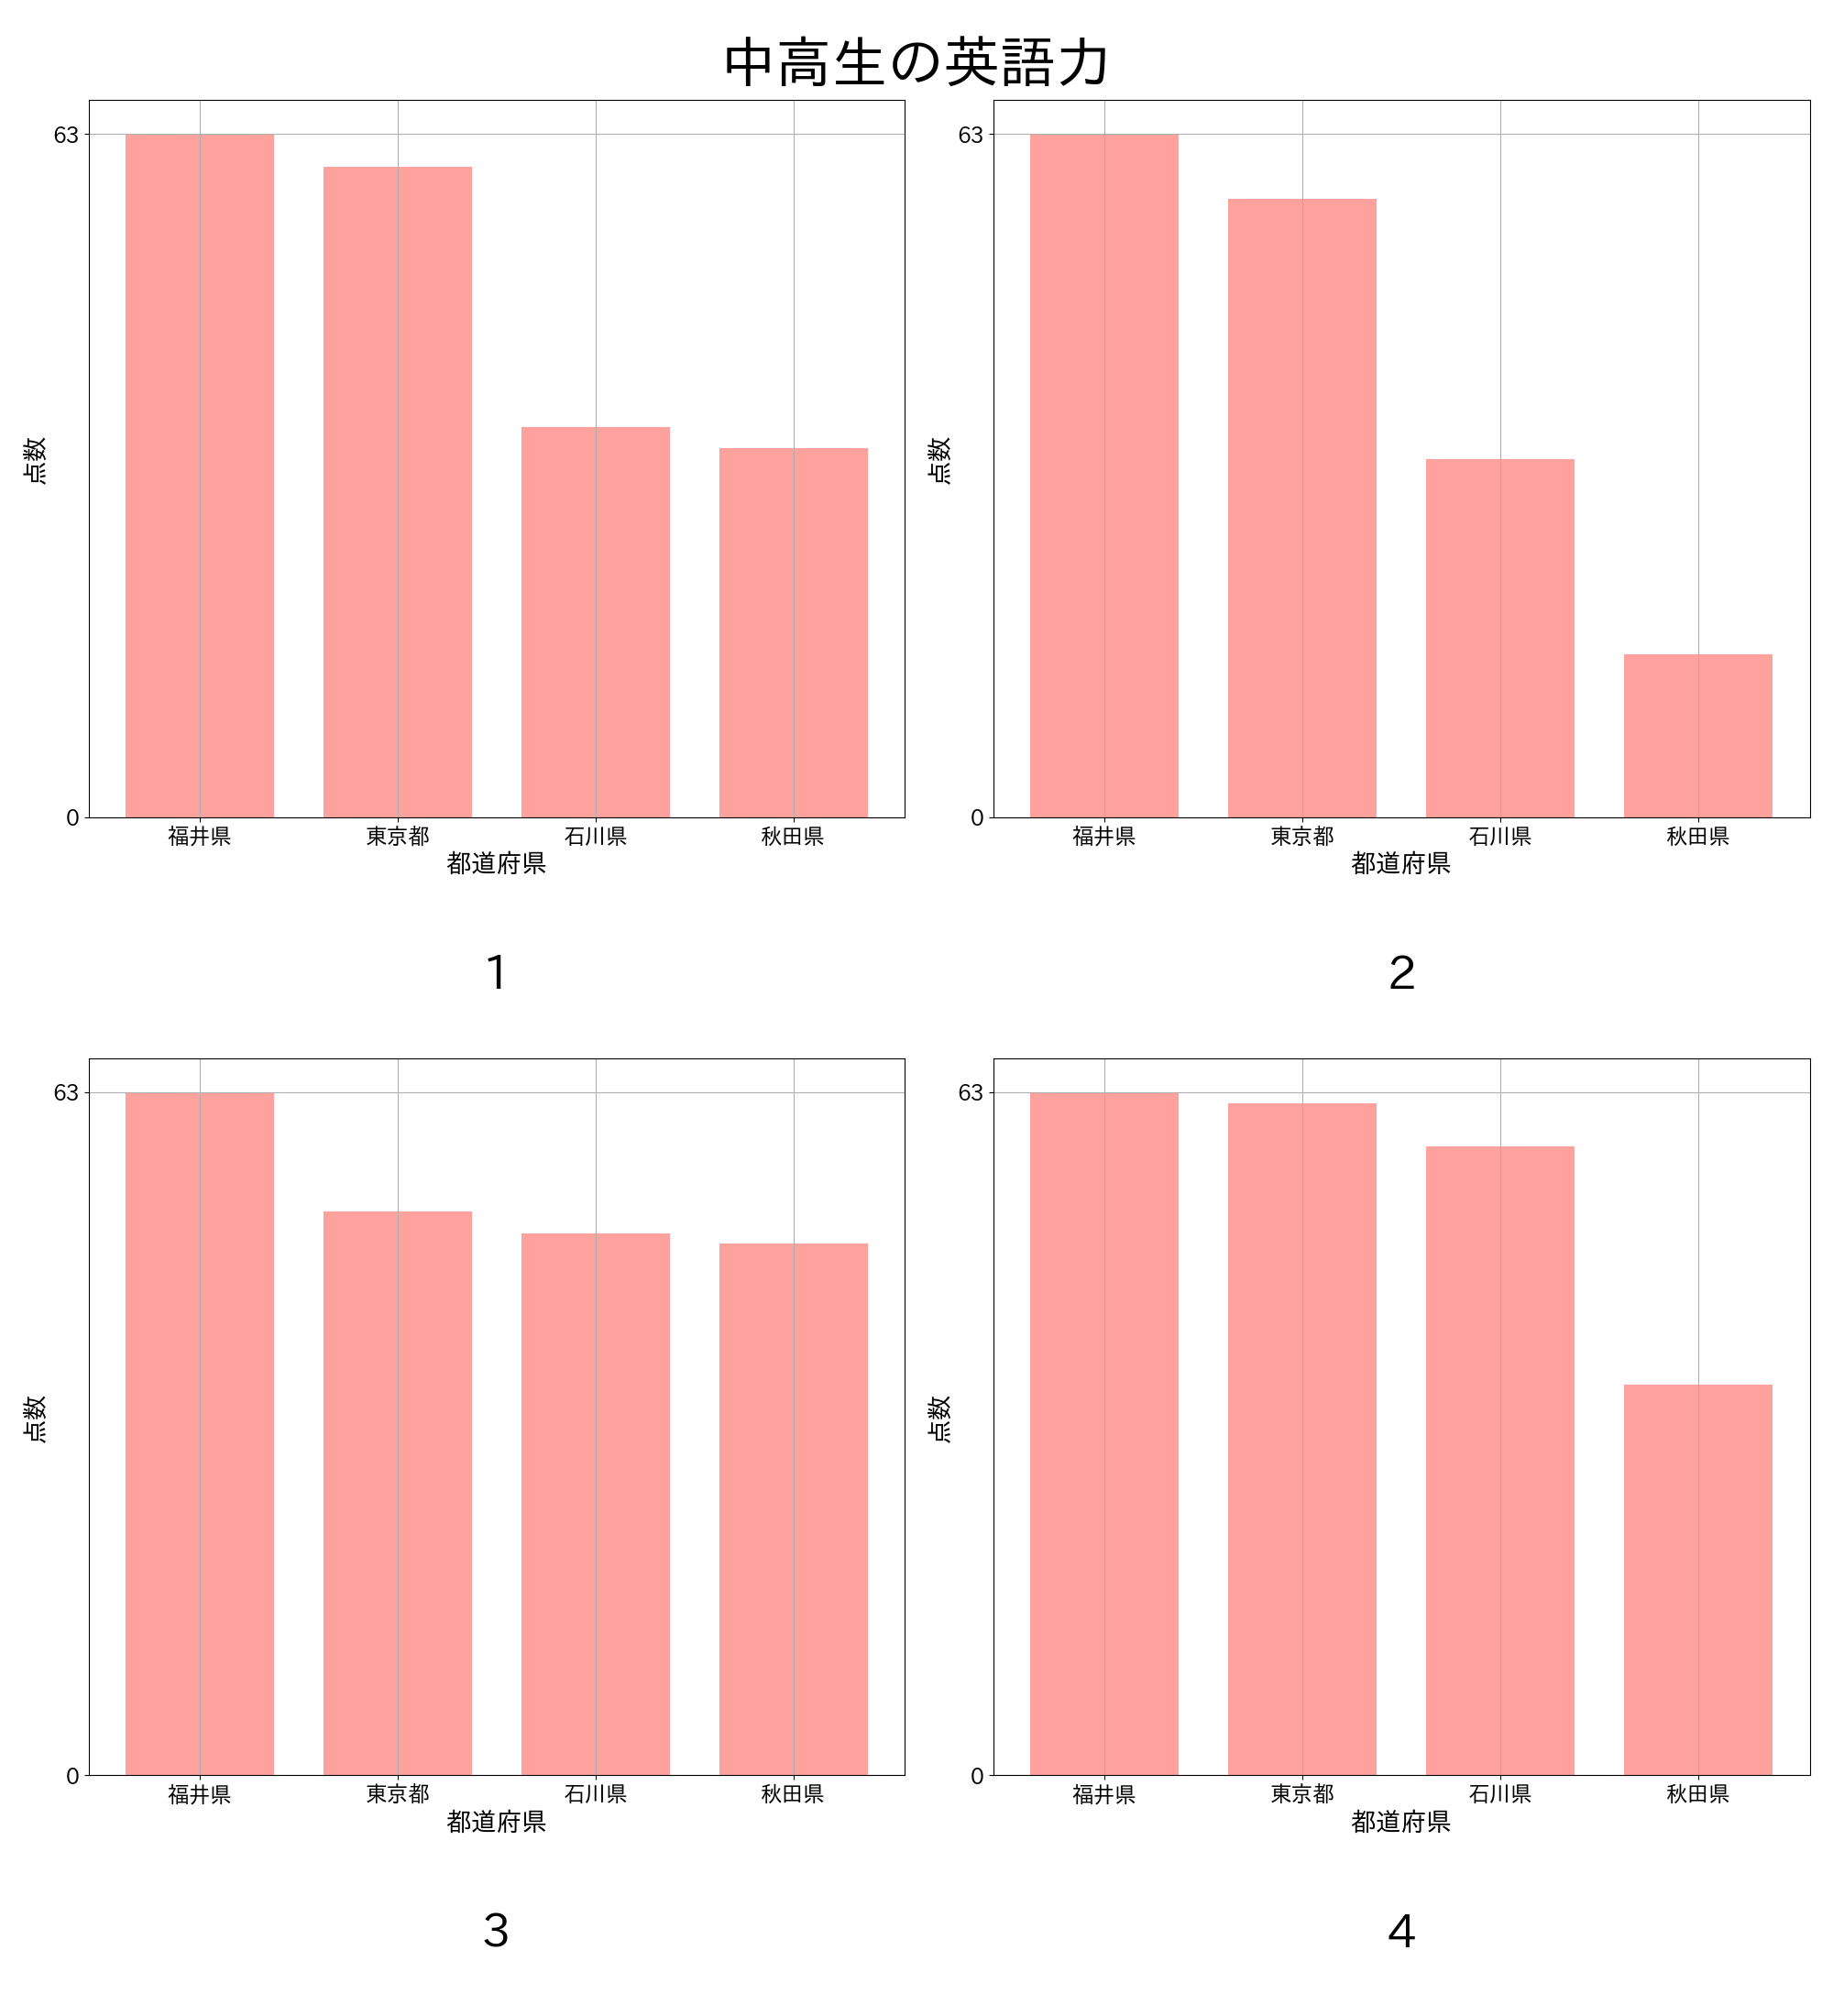 中高生の英語力
63
0
点数
福井県 東京都 石川県 秋田県
都道府県
1
63
0
点数
福井県 東京都 石川県 秋田県
都道府県
2
63
0
点数
福井県 東京都 石川県 秋田県
都道府県
3
63
0
点数
福井県 東京都 石川県 秋田県
都道府県
4